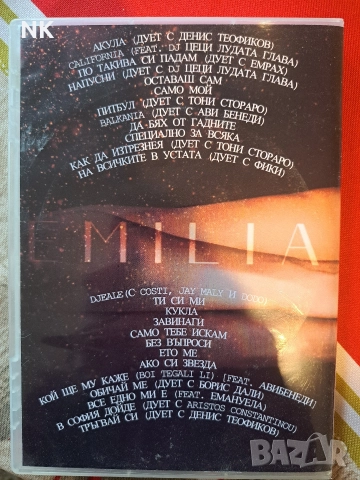 NK
АКУЛА (ДУЕТ С ДЕНИС ТЕОФИКОВ)
CALIFORNIA (FEAT. DJ ЦЕЦИ ЛУДАТА ГЛАВА)
ПО ТАКИВА СИ ПАДАМ (ДУЕТ С ЕМРАХ)
НАПУСНИ (ДУЕТ С DJ ЦЕЦИ ЛУДАТА ГЛАВА)
ОСТАВАШ САМ
САМО МОЙ
ПИТБУЛ (ДУЕТ С ТОНИ СТОРАРО)
BALKANIA (ДУЕТ С АВИ БЕНЕДИ)
ДА-БЯХ ОТ ГАДНИТЕ
СПЕЦИАЛНО ЗА ВСЯКА
КАК ДА ИЗТРЕЗНЕЯ (ДУЕТ С ТОНИ СТОРАРО)
НА ВСИЧКИТЕ В УСТАТА (ДУЕТ С ФИКИ)
EMILIA
DJEALE(С COSTI, JAY MALY И DODO)
ТИ СИ МИ
КУКЛА
ЗАВИНАГИ
САМО ТЕБЕ ИСКАМ
БЕЗ ВЪПРОСИ
ЕТО МЕ
АКО СИ ЗВЕЗДА
КОЙ ЩЕ МУ КАЖЕ (BOI TEGALI LI) [FEAT. АВИБЕНЕДИ]
ОБИЧАЙ МЕ (ДУЕТ С БОРИС ДАЛИ)
ВСЕ ЕДНО МИ Е (FEAT. ЕМАНУЕЛА)
В СОФИЯ ДОЙДЕ (ДУЕТ С ARISTOS CONSTANTINOU)
ТРЪГВАЙ СИ (ДУЕТ С ДЕНИС ТЕОФИКОВ)
BAZAR
bg